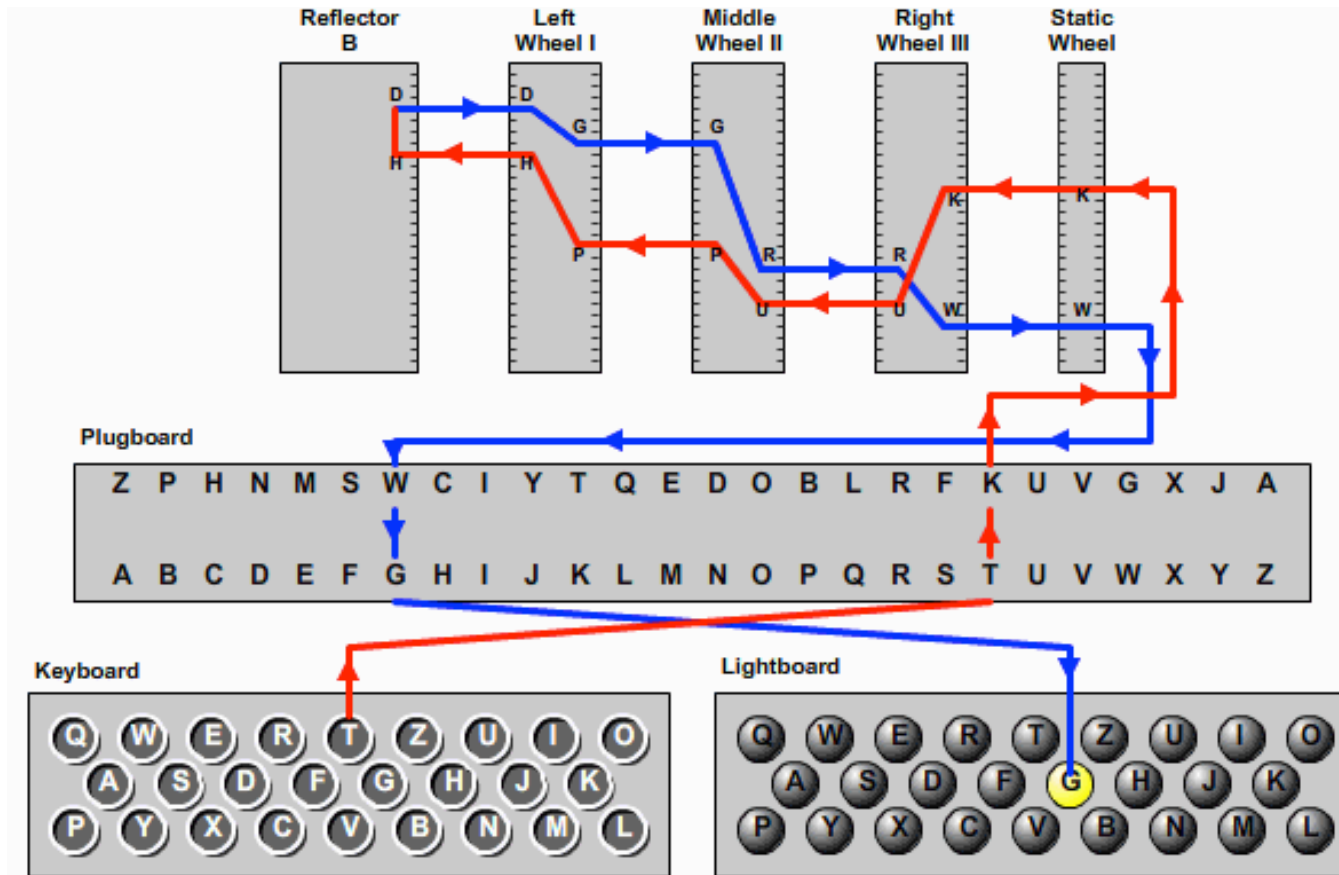 Reflector B Left Wheel I Middle Wheel II Right Wheel III Static Wheel
D D
G G
H H
K K
P P R R
U U W W
Plugboard
Z P H N M S W C I Y T Q E D O B L R F K U V G X J A
A B C D E F G H I J K L M N O P Q R S T U V W X Y Z
Keyboard
Q W E R T Z U I O
A S D F G H J K
P Y X C V B N M L
Lightboard
Q W E R T Z U I O
A S D F G H J K
P Y X C V B N M L